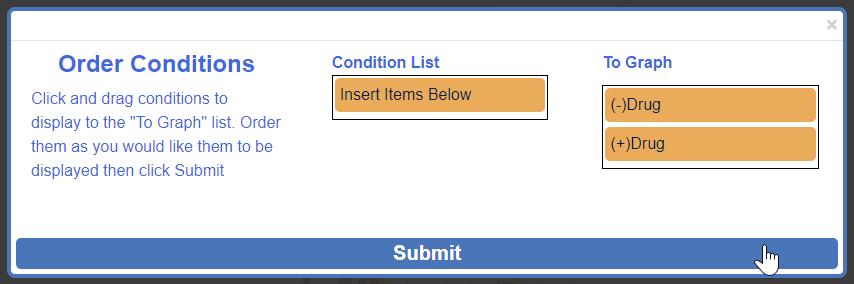 ×
Order Conditions
Click and drag conditions to
display to the "To Graph" list. Order
them as you would like them to be
displayed then click Submit
Condition List
Insert Items Below
To Graph
(-)Drug
(+)Drug
Submit